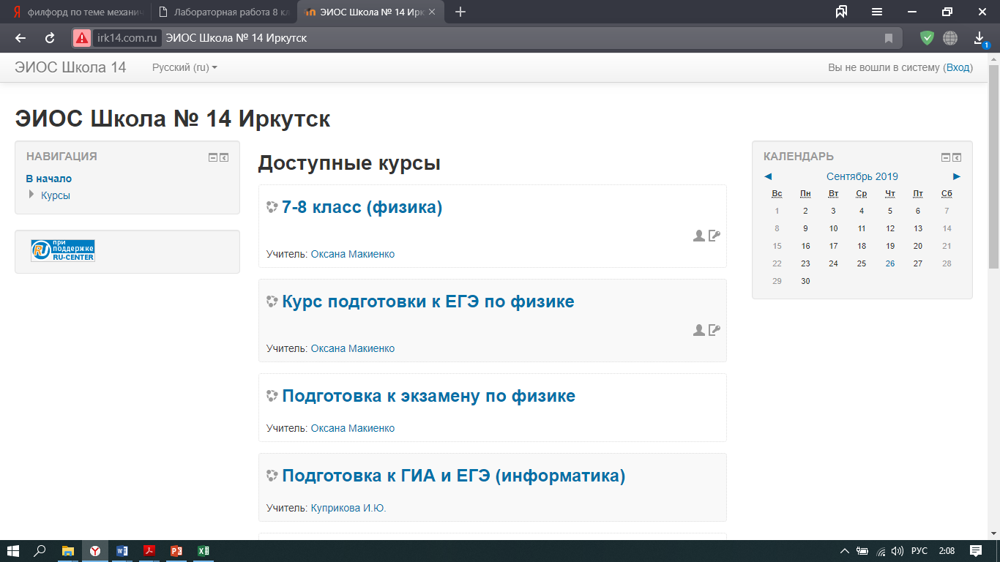 филфорд по теме механич
Лабораторная работа 8 кл
ЭИОС Школа № 14 Ирк
irk14.com.ru ЭИОС Школа № 14 Иркутск
1
ЭИОС Школа 14 Русский (ru) Вы не вошли в систему (Вход)
ЭИОС Школа № 14 Иркутск
НАВИГАЦИЯ
В начало
Курсы
при
поддержке
RU-CENTER
Доступные курсы
7-8 класс (физика)
Учитель: Оксана Макиенко
Курс подготовки к ЕГЭ по физике
Учитель: Оксана Макиенко
Подготовка к экзамену по физике
Учитель: Оксана Макиенко
Подготовка к ГИА и ЕГЭ (информатика)
Учитель: Куприкова И.Ю.
КАЛЕНДАРЬ
Сентябрь 2019
Вс Пн Вт Ср Чт Пт Сб
1 2 3 4 5 6 7
8 9 10 11 12 13 14
15 16 17 18 19 20 21
22 23 24 25 26 27 28
29 30
РУС 2:08